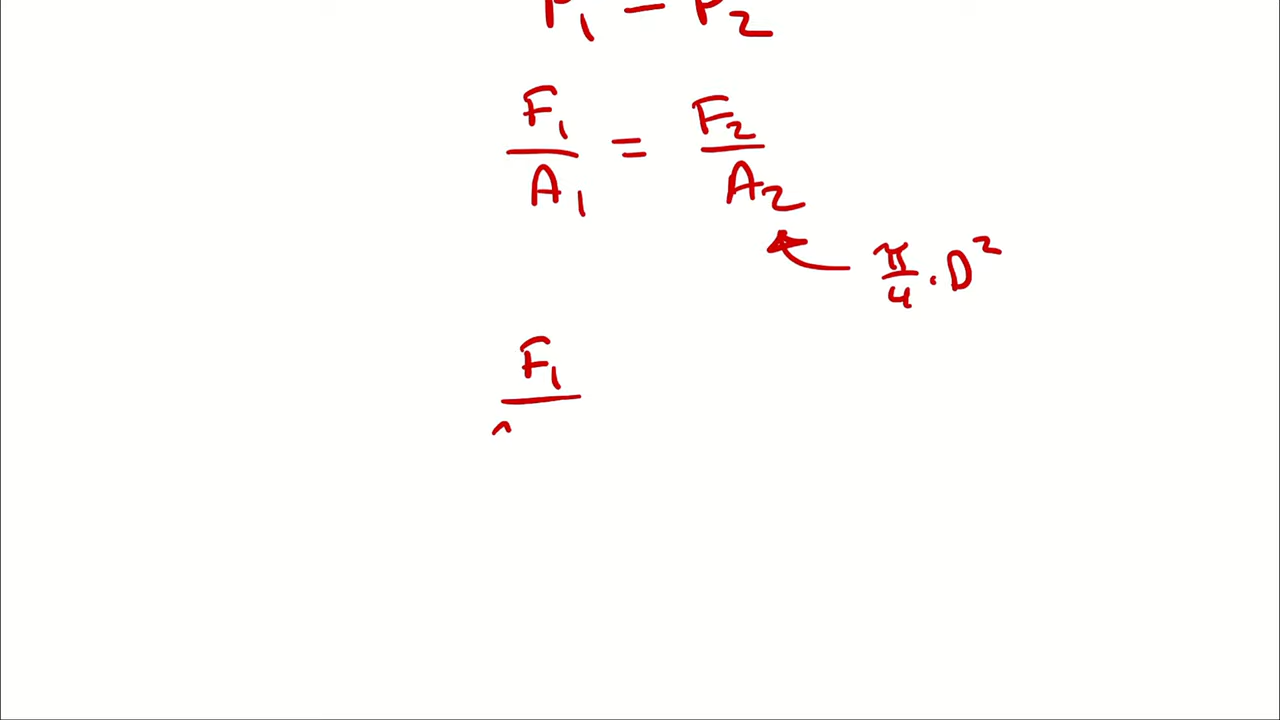 P₁ = P₂
F₁/A₁ = F₂/A₂
π/4 · D²
F₁